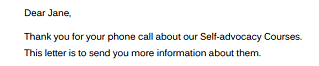 Dear Jane,
Thank you for your phone call about our Self-advocacy Courses.
This letter is to send you more information about them.